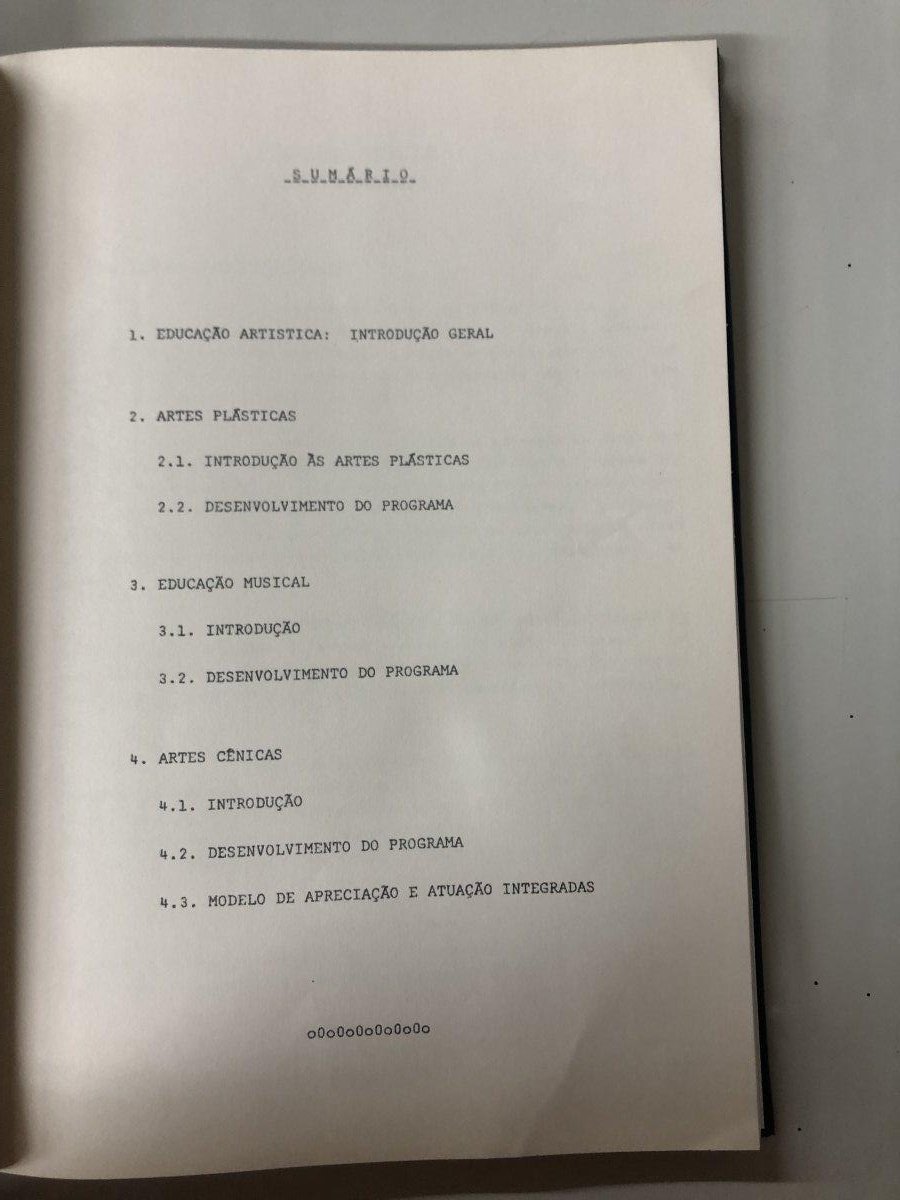 S U M Á R I O
1. EDUCAÇÃO ARTISTICA: INTRODUÇÃO GERAL
2. ARTES PLÁSTICAS
2.1. INTRODUÇÃO ÀS ARTES PLÁSTICAS
2.2. DESENVOLVIMENTO DO PROGRAMA
3. EDUCAÇÃO MUSICAL
3.1. INTRODUÇÃO
3.2. DESENVOLVIMENTO DO PROGRAMA
4. ARTES CÊNICAS
4.1. INTRODUÇÃO
4.2. DESENVOLVIMENTO DO PROGRAMA
4.3. MODELO DE APRECIAÇÃO E ATUAÇÃO INTEGRADAS
o0o0o0o0o0o0o